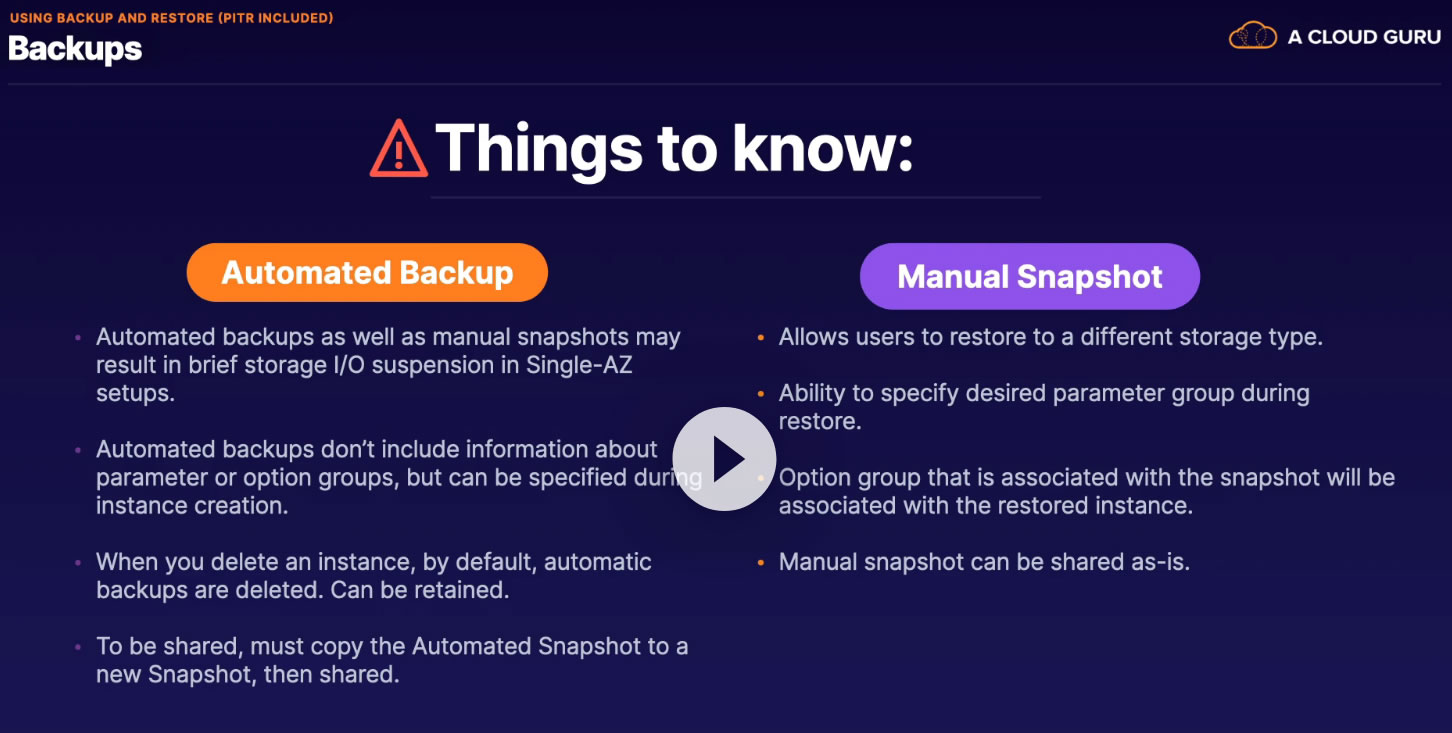 USING BACKUP AND RESTORE (PITR INCLUDED)
Backups
A CLOUD GURU
Things to know:
Automated Backup
• Automated backups as well as manual snapshots may
result in brief storage I/O suspension in Single-AZ
setups.
• Automated backups don’t include information about
parameter or option groups, but can be specified during
instance creation.
• When you delete an instance, by default, automatic
backups are deleted. Can be retained.
• To be shared, must copy the Automated Snapshot to a
new Snapshot, then shared.
Manual Snapshot
• Allows users to restore to a different storage type.
• Ability to specify desired parameter group during
restore.
• Option group that is associated with the snapshot will be
associated with the restored instance.
• Manual snapshot can be shared as-is.